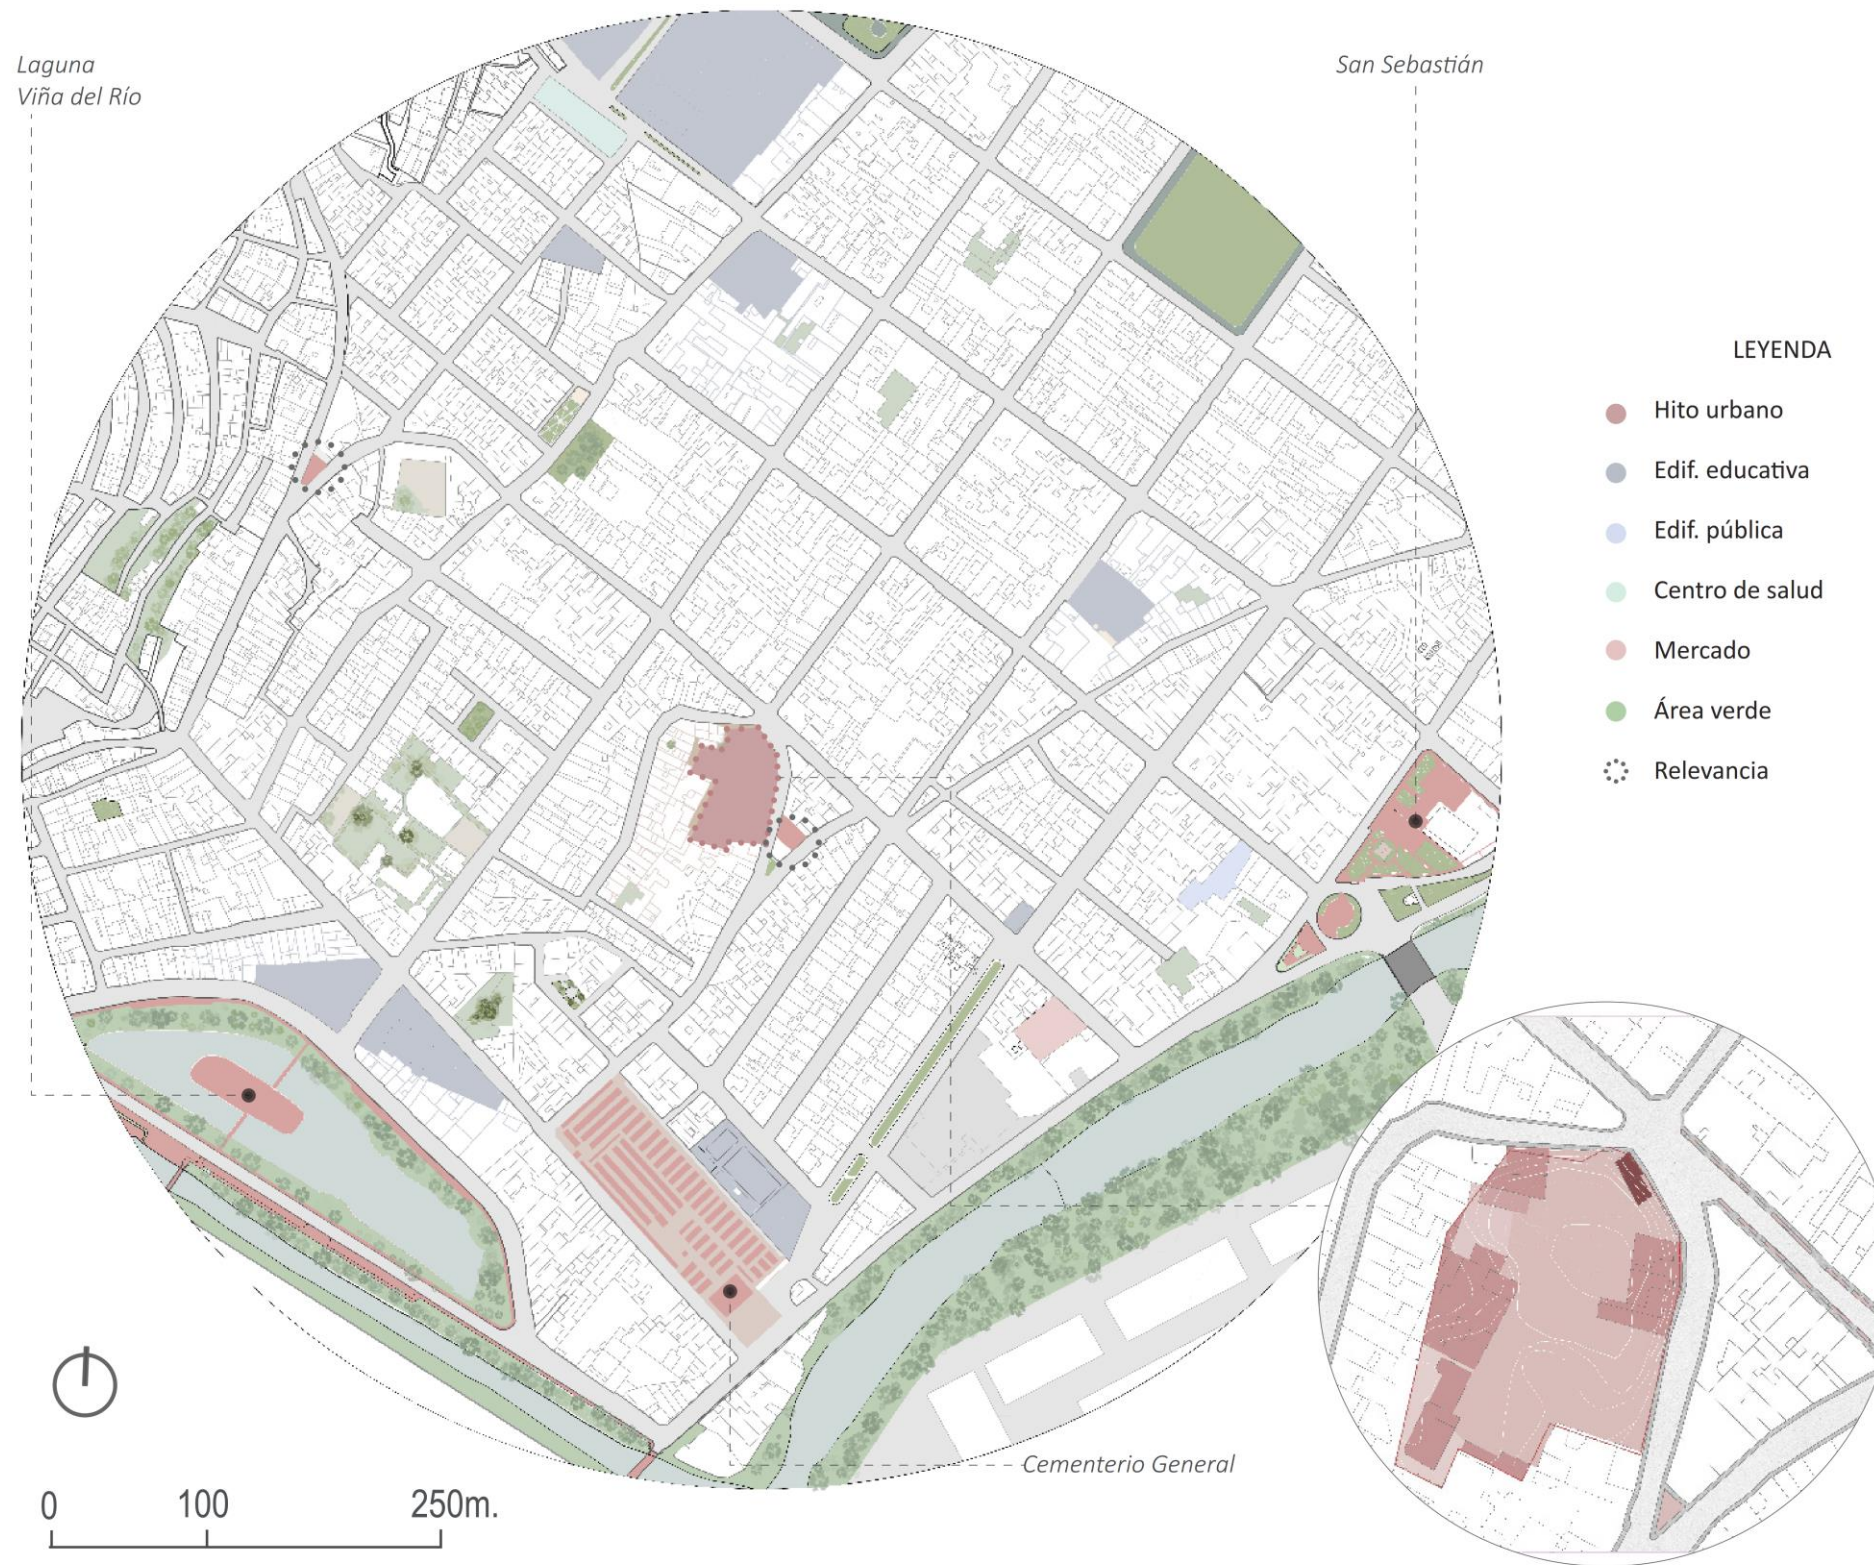 Laguna
Viña del Río
San Sebastián
LEYENDA
Hito urbano
Edif. educativa
Edif. pública
Centro de salud
Mercado
Área verde
Relevancia
Cementerio General
0 100 250m.